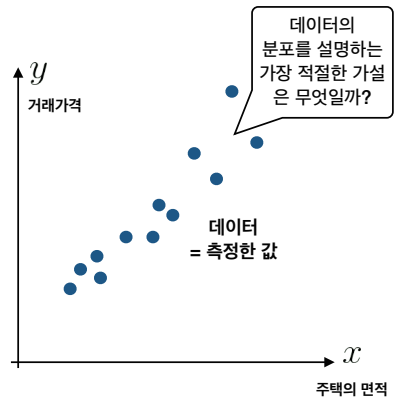 데이터의
분포를 설명하는
가장 적절한 가설
은 무엇일까?
y
거래가격
데이터
= 측정한 값
x
주택의 면적